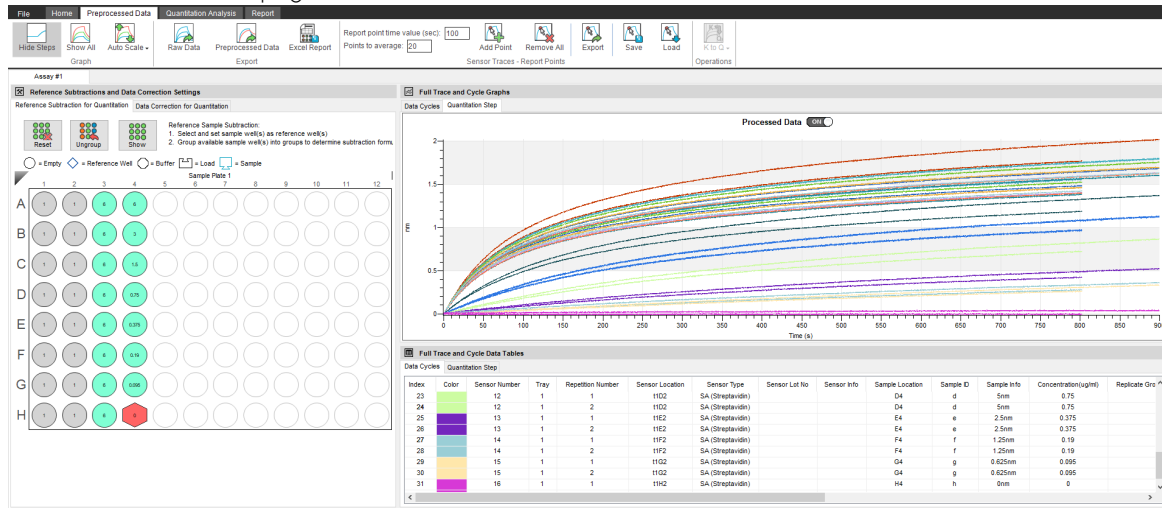 File Home Preprocessed Data Quantitation Analysis Report
Hide Steps Show All Auto Scale Raw Data Preprocessed Data Excel Report
Report point time value (sec): 100
Points to average: 20
Add Point Remove All Export Save Load K to Q
Graph Export Sensor Traces - Report Points Operations
Assay #1
Reference Subtractions and Data Correction Settings
Reference Subtraction for Quantitation Data Correction for Quantitation
Reset Ungroup Show
Reference Sample Subtraction:
1. Select and set sample well(s) as reference well(s)
2. Group available sample well(s) into groups to determine subtraction formu
= Empty = Reference Well = Buffer = Load = Sample
Sample Plate 1
1 2 3 4 5 6 7 8 9 10 11 12
A 1 1 6 6
B 1 1 6 3
C 1 1 6 1.5
D 1 1 6 0.75
E 1 1 6 0.375
F 1 1 6 0.19
G 1 1 6 0.095
H 1 1 6 0
Full Trace and Cycle Graphs
Data Cycles Quantitation Step
Processed Data ON
2
1.5
1
0.5
0
nm
0 50 100 150 200 250 300 350 400 450 500 550 600 650 700 750 800 850 90
Time (s)
Full Trace and Cycle Data Tables
Data Cycles Quantitation Step
Index Color Sensor Number Tray Repetition Number Sensor Location Sensor Type Sensor Lot No Sensor Info Sample Location Sample ID Sample Info Concentration(ug/ml) Replicate Gro
23 12 1 1 t1D2 SA (Streptavidin) D4 d 5nm 0.75
24 12 1 2 t1D2 SA (Streptavidin) D4 d 5nm 0.75
25 13 1 1 t1E2 SA (Streptavidin) E4 e 2.5nm 0.375
26 13 1 2 t1E2 SA (Streptavidin) E4 e 2.5nm 0.375
27 14 1 1 t1F2 SA (Streptavidin) F4 f 1.25nm 0.19
28 14 1 2 t1F2 SA (Streptavidin) F4 f 1.25nm 0.19
29 15 1 1 t1G2 SA (Streptavidin) G4 g 0.625nm 0.095
30 15 1 2 t1G2 SA (Streptavidin) G4 g 0.625nm 0.095
31 16 1 1 t1H2 SA (Streptavidin) H4 h 0nm 0